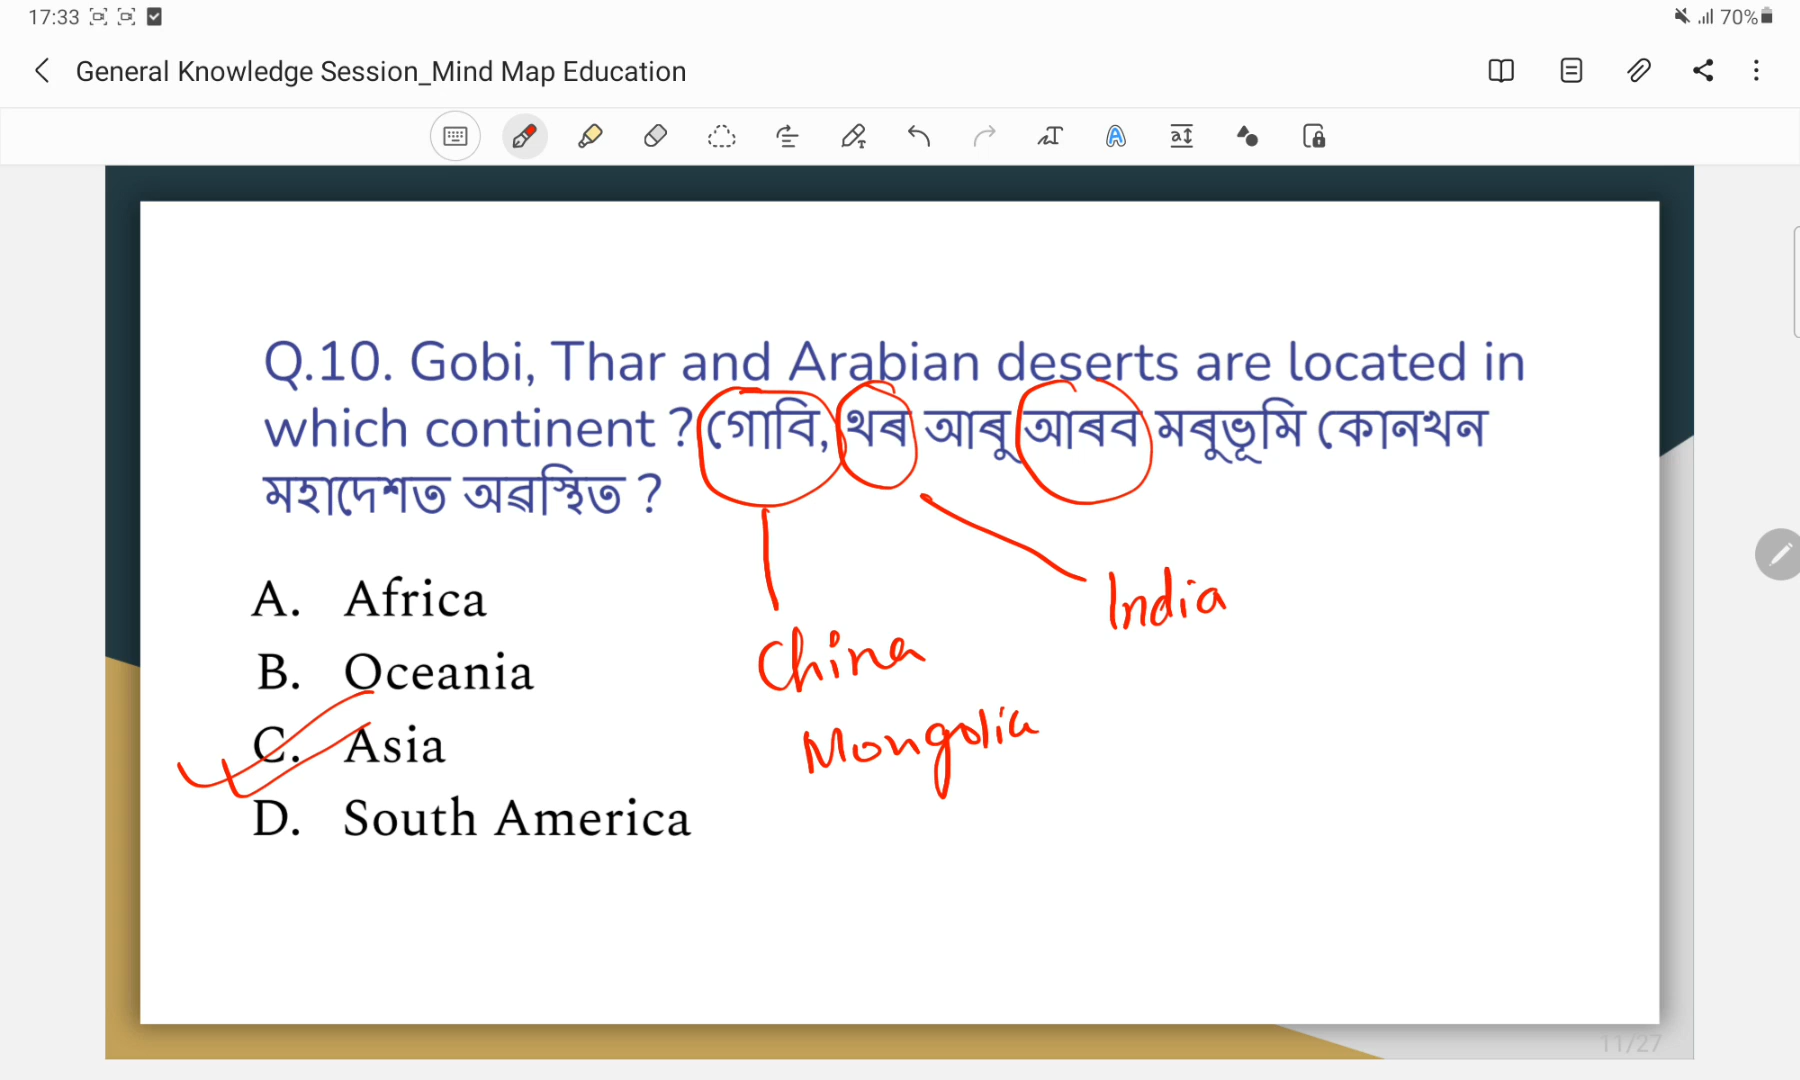 17:33
70%
General Knowledge Session_Mind Map Education
Q.10. Gobi, Thar and Arabian deserts are located in
which continent ? গোবি, থৰ আৰু আৰব মৰুভূমি কোনখন
মহাদেশত অৱস্থিত ?
A. Africa
B. Oceania
C. Asia
D. South America
India
China
Mongolia
11/27